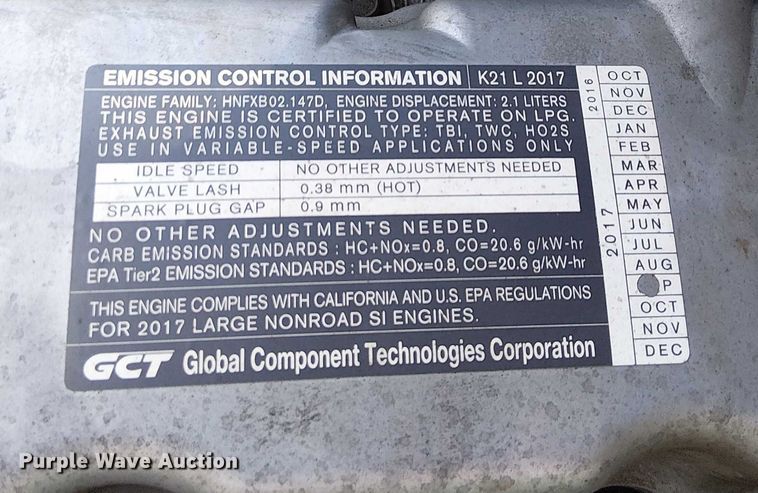 EMISSION CONTROL INFORMATION K21 L 2017
ENGINE FAMILY: HNFXB02.147D, ENGINE DISPLACEMENT: 2.1 LITERS
THIS ENGINE IS CERTIFIED TO OPERATE ON LPG.
EXHAUST EMISSION CONTROL TYPE: TBI, TWC, HO2S
USE IN VARIABLE-SPEED APPLICATIONS ONLY
IDLE SPEED NO OTHER ADJUSTMENTS NEEDED
VALVE LASH 0.38 mm (HOT)
SPARK PLUG GAP 0.9 mm
NO OTHER ADJUSTMENTS NEEDED.
CARB EMISSION STANDARDS : HC+NOx=0.8, CO=20.6 g/kW-hr
EPA Tier2 EMISSION STANDARDS : HC+NOx=0.8, CO=20.6 g/kW-hr
THIS ENGINE COMPLIES WITH CALIFORNIA AND U.S. EPA REGULATIONS
FOR 2017 LARGE NONROAD SI ENGINES.
GCT Global Component Technologies Corporation
2016
OCT
NOV
DEC
2017
JAN
FEB
MAR
APR
MAY
JUN
JUL
AUG
P
OCT
NOV
DEC
Purple Wave Auction